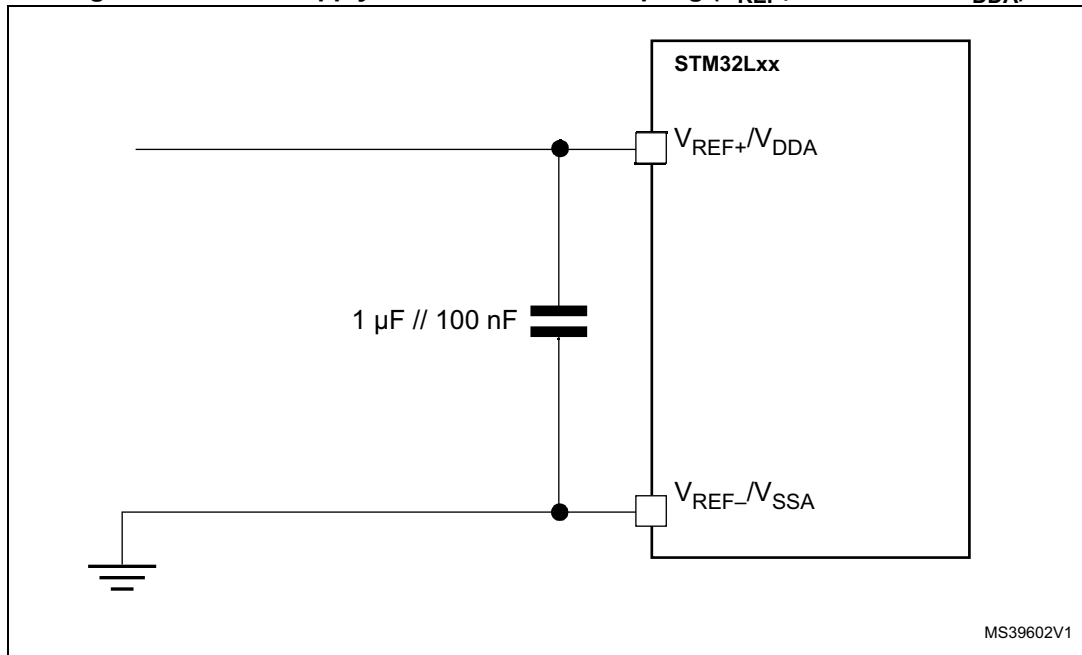 STM32Lxx
VREF+/VDDA
1 µF // 100 nF
VREF–/VSSA
MS39602V1